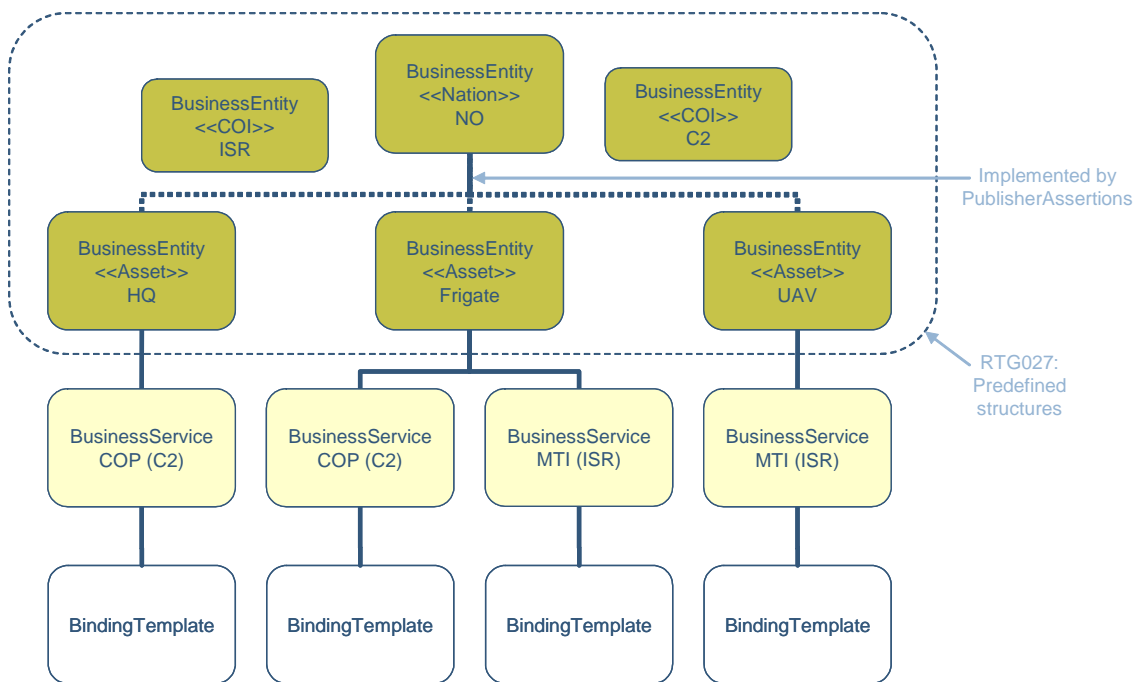 BusinessEntity
<<COI>>
ISR
BusinessEntity
<<Nation>>
NO
BusinessEntity
<<COI>>
C2
Implemented by
PublisherAssertions
BusinessEntity
<<Asset>>
HQ
BusinessEntity
<<Asset>>
Frigate
BusinessEntity
<<Asset>>
UAV
RTG027:
Predefined
structures
BusinessService
COP (C2)
BusinessService
COP (C2)
BusinessService
MTI (ISR)
BusinessService
MTI (ISR)
BindingTemplate
BindingTemplate
BindingTemplate
BindingTemplate